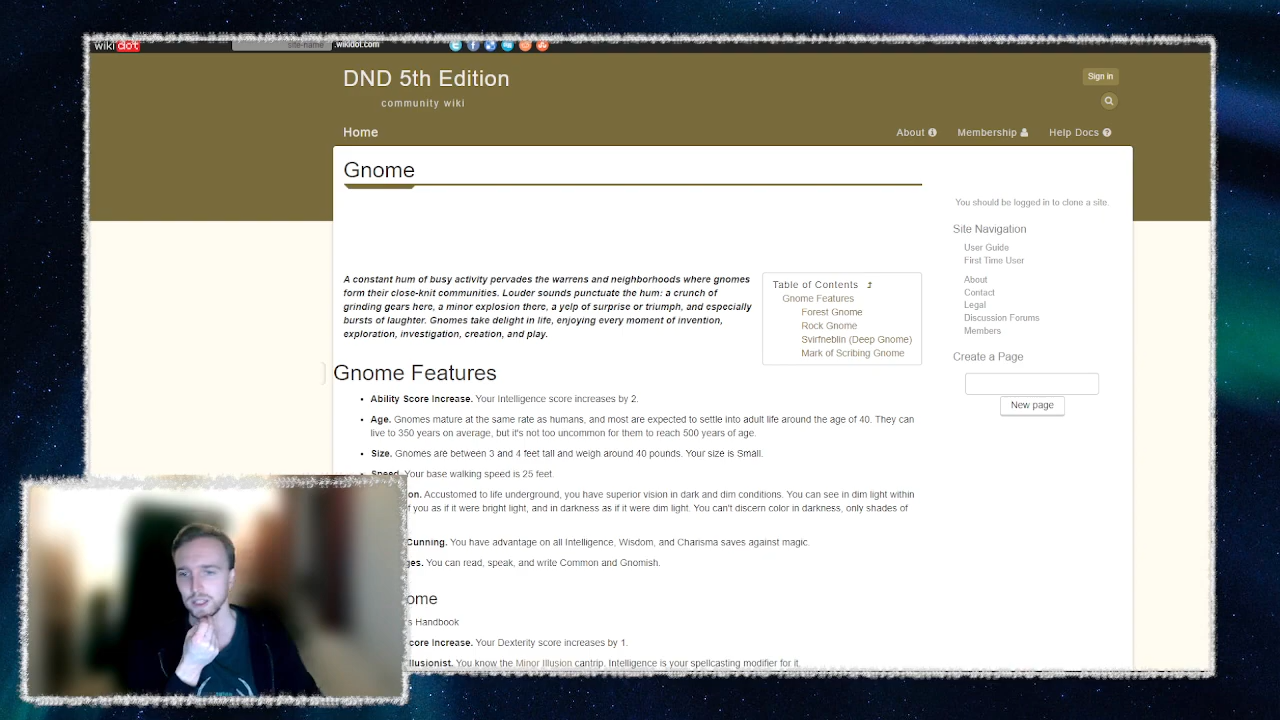 wikidot
site-name .wikidot.com
DND 5th Edition
community wiki
Sign in
Home
About
Membership
Help Docs
Gnome
A constant hum of busy activity pervades the warrens and neighborhoods where gnomes
form their close-knit communities. Louder sounds punctuate the hum: a crunch of
grinding gears here, a minor explosion there, a yelp of surprise or triumph, and especially
bursts of laughter. Gnomes take delight in life, enjoying every moment of invention,
exploration, investigation, creation, and play.
Table of Contents
Gnome Features
Forest Gnome
Rock Gnome
Svirfneblin (Deep Gnome)
Mark of Scribing Gnome
Gnome Features
• Ability Score Increase. Your Intelligence score increases by 2.
• Age. Gnomes mature at the same rate as humans, and most are expected to settle into adult life around the age of 40. They can
live to 350 years on average, but it's not too uncommon for them to reach 500 years of age.
• Size. Gnomes are between 3 and 4 feet tall and weigh around 40 pounds. Your size is Small.
Speed. Your base walking speed is 25 feet.
on. Accustomed to life underground, you have superior vision in dark and dim conditions. You can see in dim light within
of you as if it were bright light, and in darkness as if it were dim light. You can't discern color in darkness, only shades of
Cunning. You have advantage on all Intelligence, Wisdom, and Charisma saves against magic.
ges. You can read, speak, and write Common and Gnomish.
ome
's Handbook
core Increase. Your Dexterity score increases by 1.
Illusionist. You know the Minor Illusion cantrip. Intelligence is your spellcasting modifier for it.
You should be logged in to clone a site.
Site Navigation
User Guide
First Time User
About
Contact
Legal
Discussion Forums
Members
Create a Page
New page